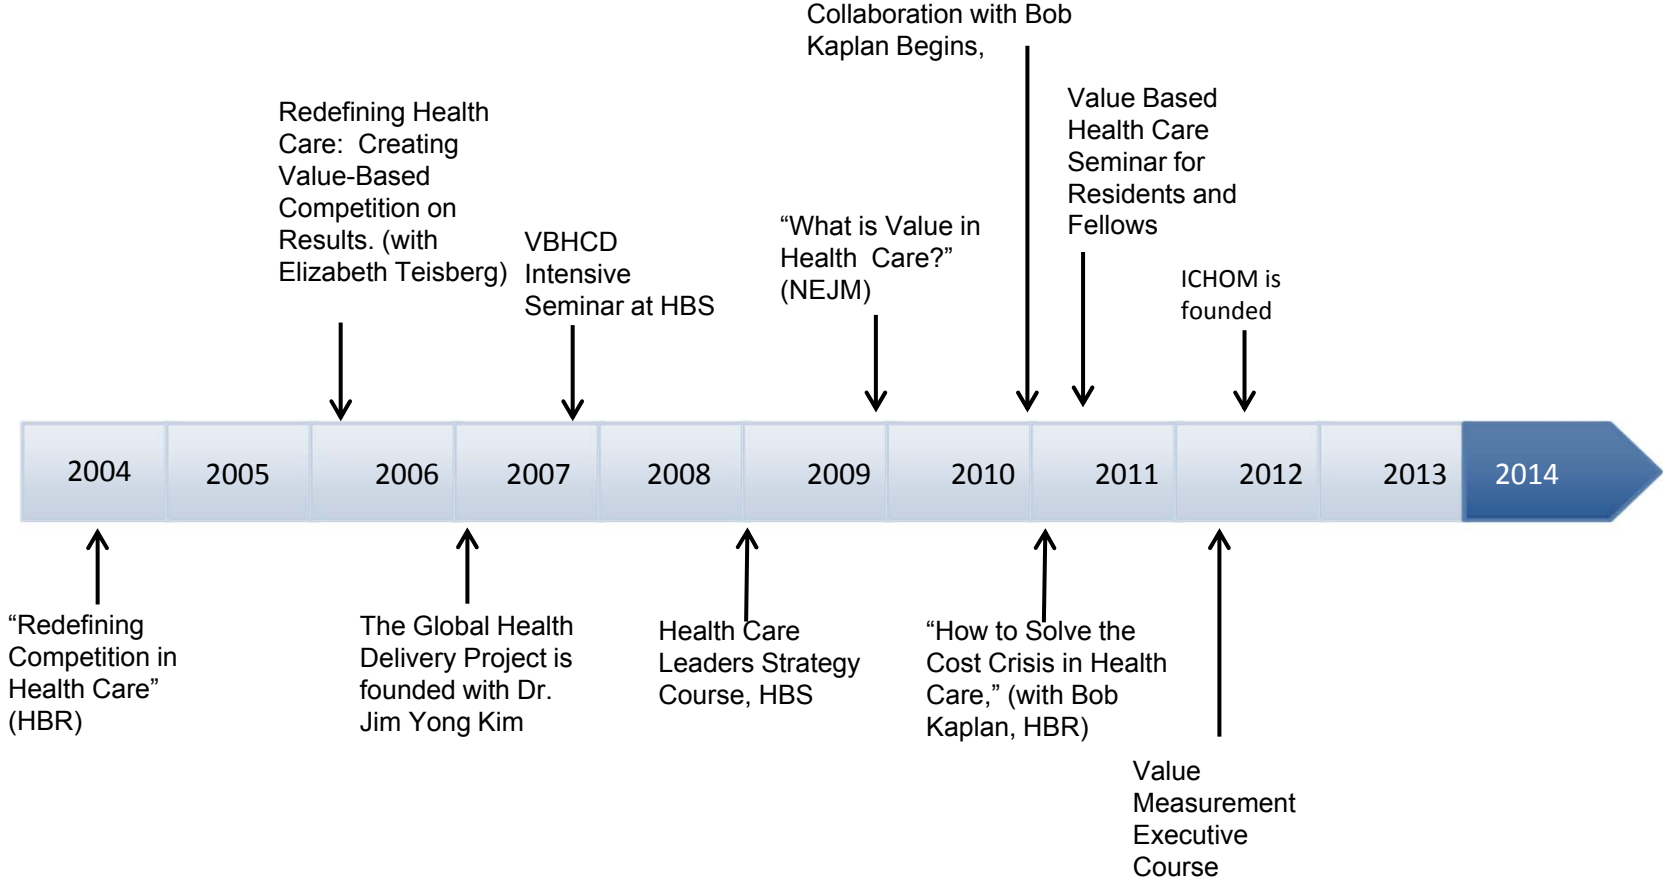 Collaboration with Bob
Kaplan Begins,
Redefining Health
Care:  Creating
Value-Based
Competition on
Results. (with
Elizabeth Teisberg)
VBHCD
Intensive
Seminar at HBS
“What is Value in
Health  Care?”
(NEJM)
Value Based
Health Care
Seminar for
Residents and
Fellows
ICHOM is
founded
2004
2005
2006
2007
2008
2009
2010
2011
2012
2013
2014
“Redefining
Competition in
Health Care”
(HBR)
The Global Health
Delivery Project is
founded with Dr.
Jim Yong Kim
Health Care
Leaders Strategy
Course, HBS
“How to Solve the
Cost Crisis in Health
Care,” (with Bob
Kaplan, HBR)
Value
Measurement
Executive
Course